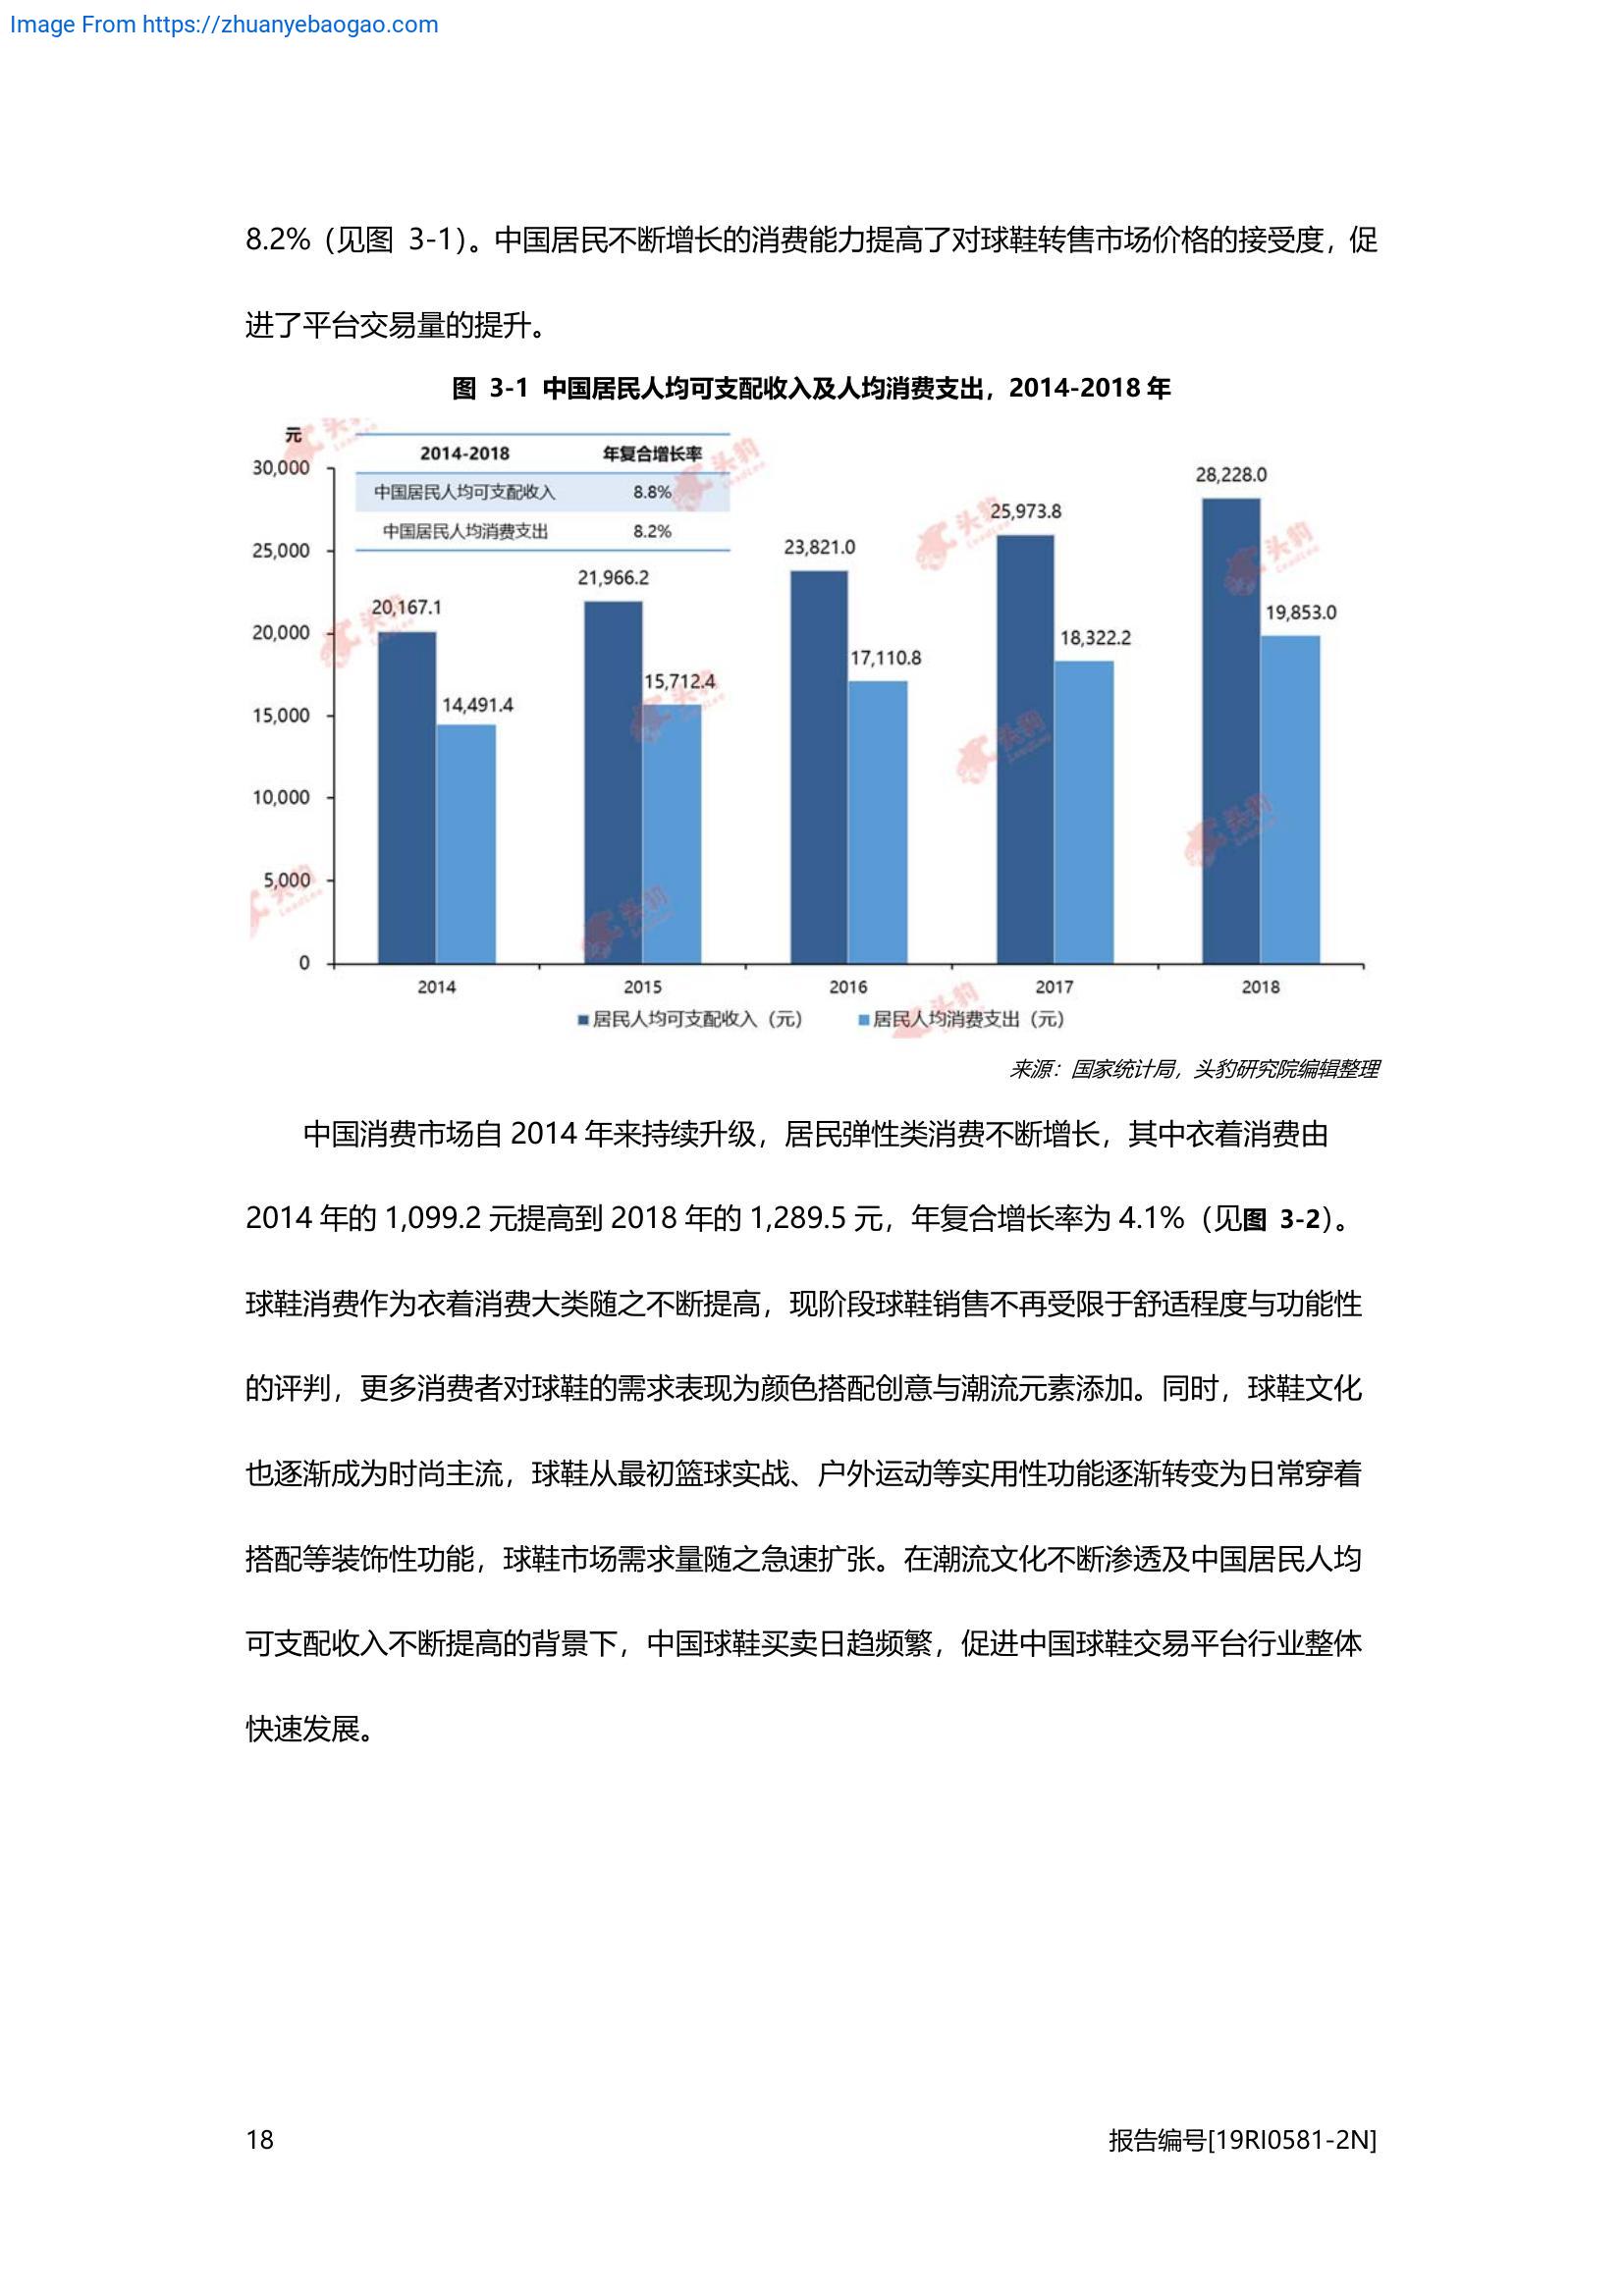 Image From https://zhuanyebaogao.com
8.2%（见图 3-1）。中国居民不断增长的消费能力提高了对球鞋转售市场价格的接受度，促
进了平台交易量的提升。
图 3-1 中国居民人均可支配收入及人均消费支出，2014-2018 年
元
2014-2018 年复合增长率
中国居民人均可支配收入 8.8%
中国居民人均消费支出 8.2%
30,000
25,000
20,000
15,000
10,000
5,000
0
20,167.1
14,491.4
21,966.2
15,712.4
23,821.0
17,110.8
25,973.8
18,322.2
28,228.0
19,853.0
2014 2015 2016 2017 2018
居民人均可支配收入（元） 居民人均消费支出（元）
头豹
LeadLeo
来源：国家统计局，头豹研究院编辑整理
中国消费市场自 2014 年来持续升级，居民弹性类消费不断增长，其中衣着消费由
2014 年的 1,099.2 元提高到 2018 年的 1,289.5 元，年复合增长率为 4.1%（见图 3-2）。
球鞋消费作为衣着消费大类随之不断提高，现阶段球鞋销售不再受限于舒适程度与功能性
的评判，更多消费者对球鞋的需求表现为颜色搭配创意与潮流元素添加。同时，球鞋文化
也逐渐成为时尚主流，球鞋从最初篮球实战、户外运动等实用性功能逐渐转变为日常穿着
搭配等装饰性功能，球鞋市场需求量随之急速扩张。在潮流文化不断渗透及中国居民人均
可支配收入不断提高的背景下，中国球鞋买卖日趋频繁，促进中国球鞋交易平台行业整体
快速发展。
18 报告编号[19RI0581-2N]